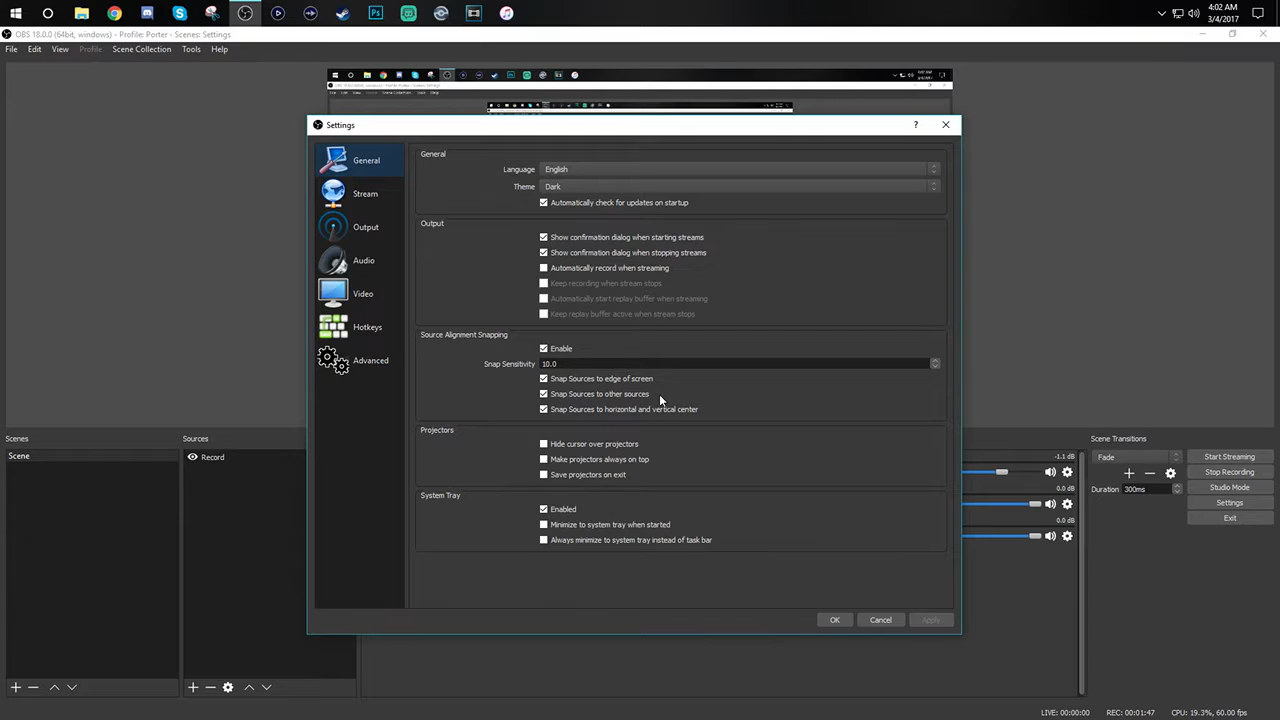 4:02 AM
3/4/2017
OBS 18.0.0 (64bit, windows) - Profile: Porter - Scenes: Settings
File Edit View Profile Scene Collection Tools Help
Settings
?
General
Stream
Output
Audio
Video
Hotkeys
Advanced
General
Language English
Theme Dark
Automatically check for updates on startup
Output
Show confirmation dialog when starting streams
Show confirmation dialog when stopping streams
Automatically record when streaming
Keep recording when stream stops
Automatically start replay buffer when streaming
Keep replay buffer active when stream stops
Source Alignment Snapping
Enable
Snap Sensitivity 10.0
Snap Sources to edge of screen
Snap Sources to other sources
Snap Sources to horizontal and vertical center
Projectors
Hide cursor over projectors
Make projectors always on top
Save projectors on exit
System Tray
Enabled
Minimize to system tray when started
Always minimize to system tray instead of task bar
OK Cancel Apply
Scenes
Scene
Sources
Record
-1.1 dB
0.0 dB
0.0 dB
Scene Transitions
Fade
Duration 300ms
Start Streaming
Stop Recording
Studio Mode
Settings
Exit
LIVE: 00:00:00 REC: 00:01:47 CPU: 19.3%, 60.00 fps